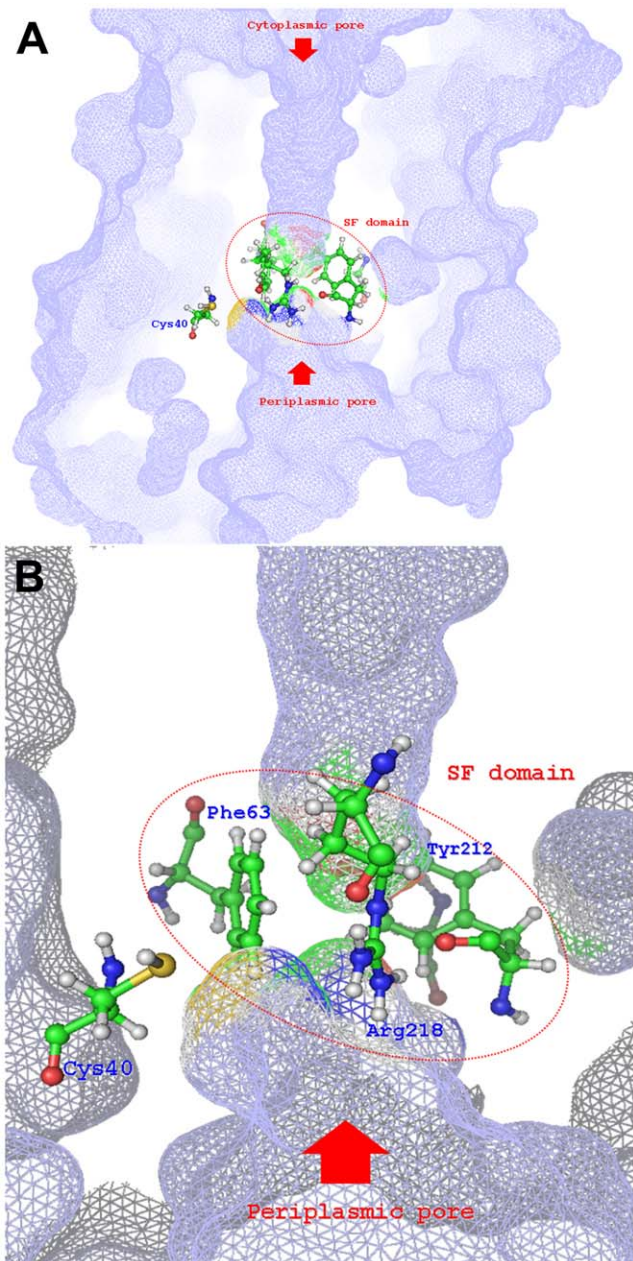 A
Cytoplasmic pore
SF domain
Cys40
Periplasmic pore
B
SF domain
Phe63
Tyr212
Arg218
Cys40
Periplasmic pore